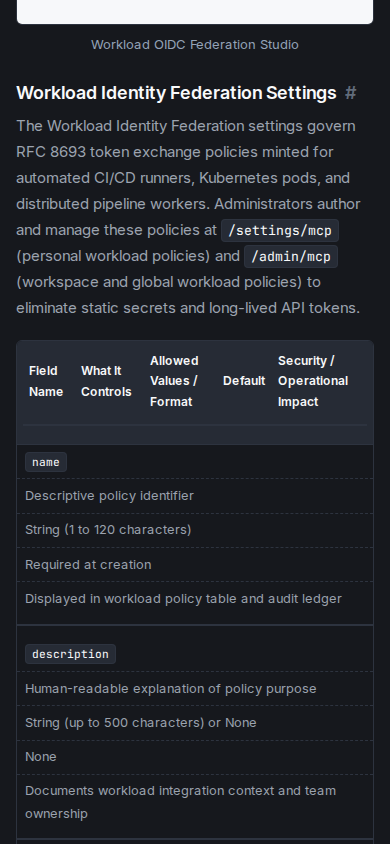 Workload OIDC Federation Studio
Workload Identity Federation Settings #
The Workload Identity Federation settings govern
RFC 8693 token exchange policies minted for
automated CI/CD runners, Kubernetes pods, and
distributed pipeline workers. Administrators author
and manage these policies at /settings/mcp
(personal workload policies) and /admin/mcp
(workspace and global workload policies) to
eliminate static secrets and long-lived API tokens.
Field Name | What It Controls | Allowed Values / Format | Default | Security / Operational Impact
name
Descriptive policy identifier
String (1 to 120 characters)
Required at creation
Displayed in workload policy table and audit ledger
description
Human-readable explanation of policy purpose
String (up to 500 characters) or None
None
Documents workload integration context and team
ownership